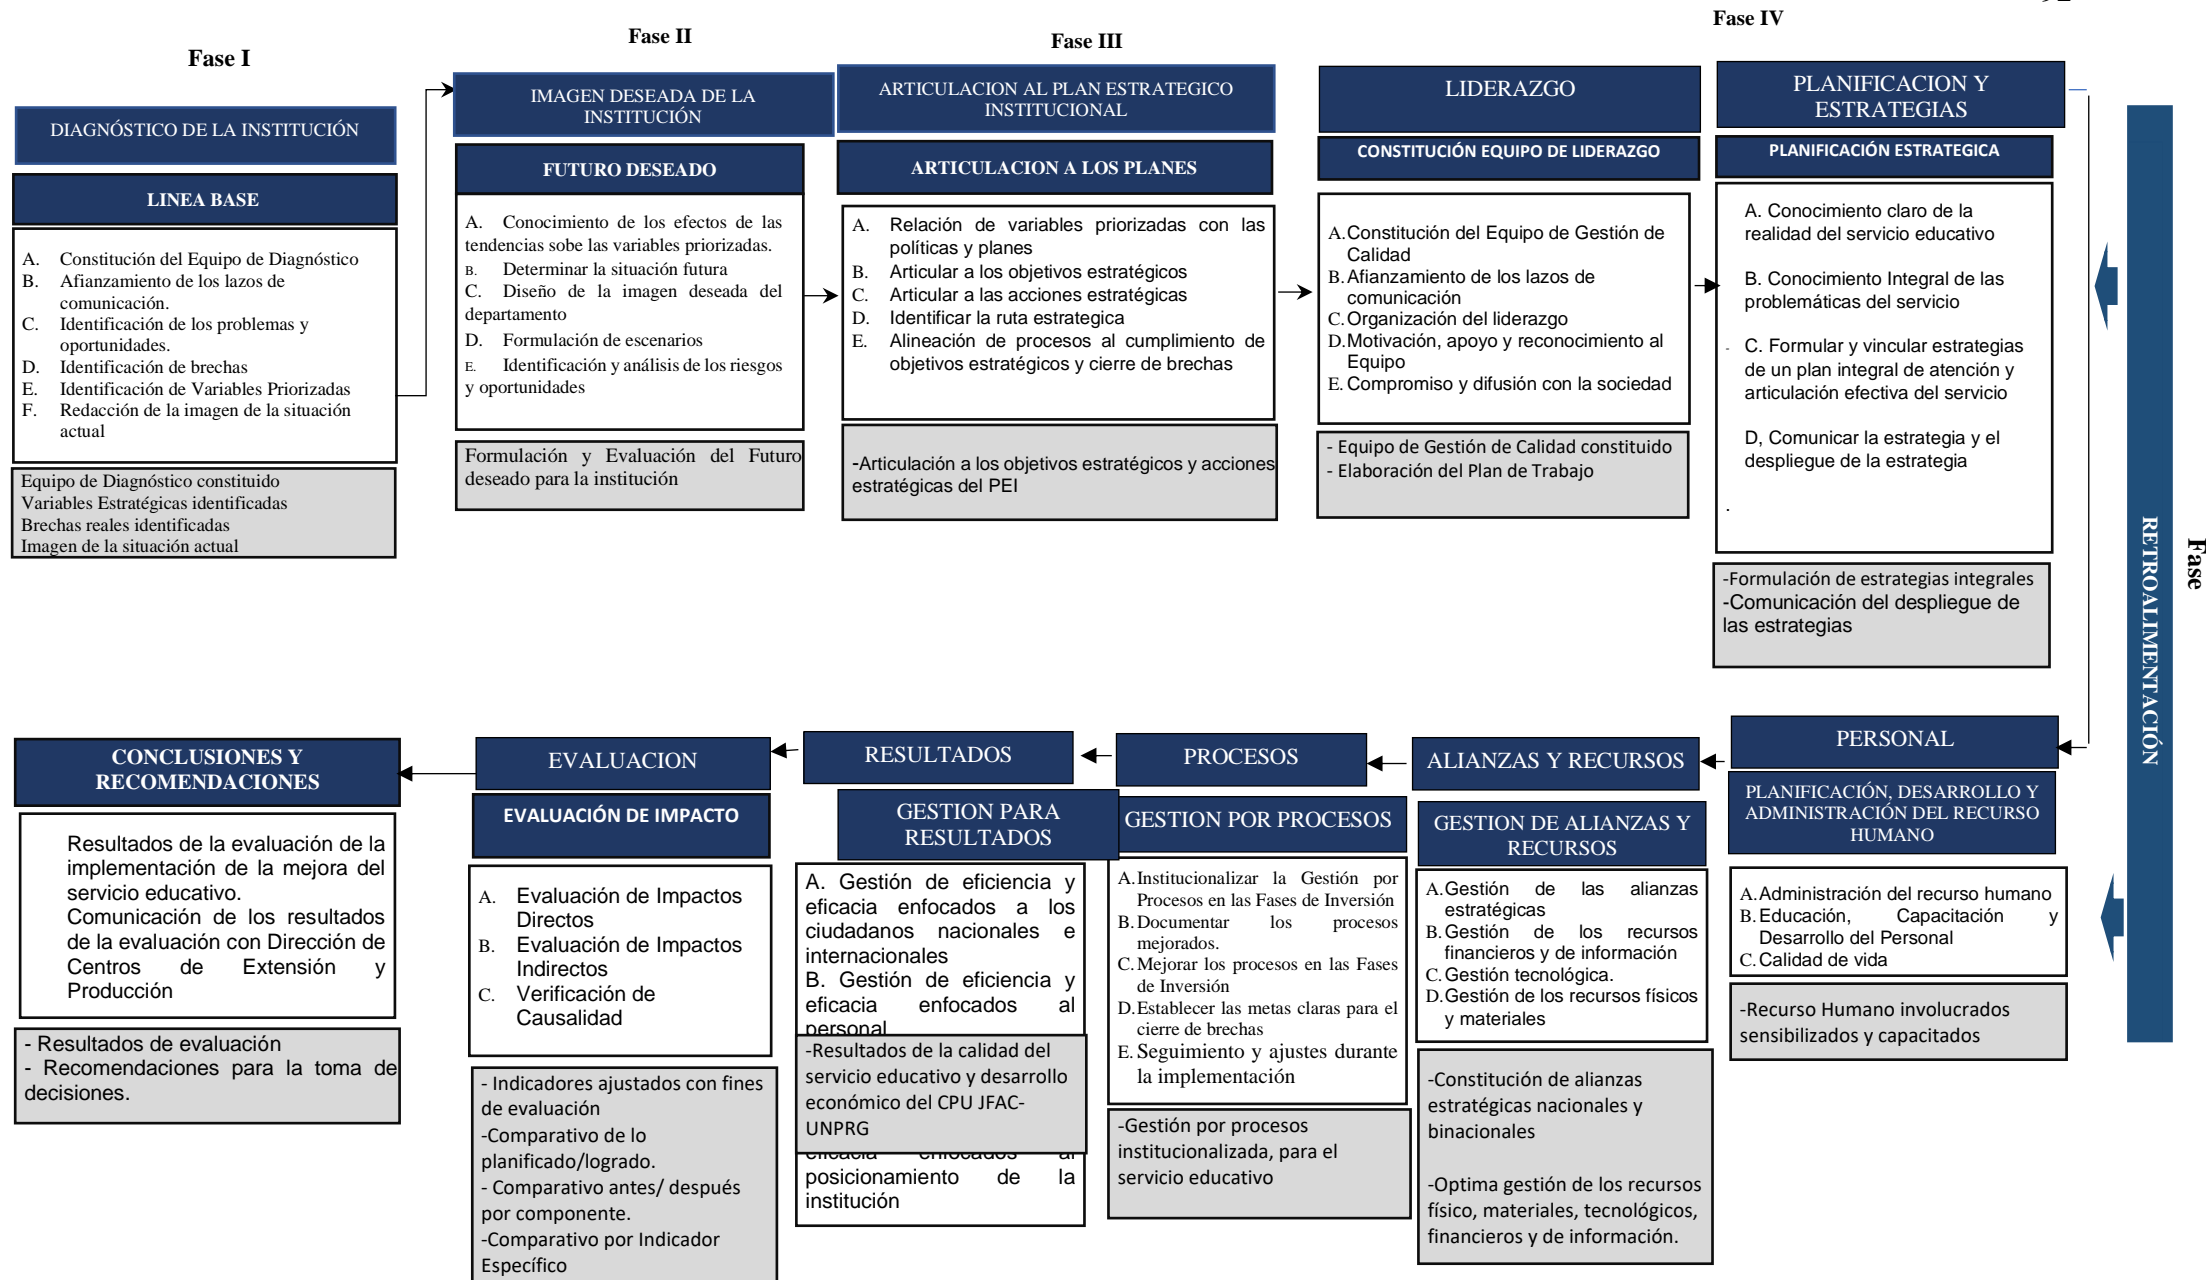 Fase I
DIAGNÓSTICO DE LA INSTITUCIÓN
LINEA BASE
A. Constitución del Equipo de Diagnóstico
B. Afianzamiento de los lazos de
comunicación.
C. Identificación de los problemas y
oportunidades.
D. Identificación de brechas
E. Identificación de Variables Priorizadas
F. Redacción de la imagen de la situación
actual
Equipo de Diagnóstico constituido
Variables Estratégicas identificadas
Brechas reales identificadas
Imagen de la situación actual
Fase II
IMAGEN DESEADA DE LA
INSTITUCIÓN
FUTURO DESEADO
A. Conocimiento de los efectos de las
tendencias sobe las variables priorizadas.
B. Determinar la situación futura
C. Diseño de la imagen deseada del
departamento
D. Formulación de escenarios
E. Identificación y análisis de los riesgos
y oportunidades
Formulación y Evaluación del Futuro
deseado para la institución
Fase III
ARTICULACION AL PLAN ESTRATEGICO
INSTITUCIONAL
ARTICULACION A LOS PLANES
A. Relación de variables priorizadas con las
políticas y planes
B. Articular a los objetivos estratégicos
C. Articular a las acciones estratégicas
D. Identificar la ruta estrategica
E. Alineación de procesos al cumplimiento de
objetivos estratégicos y cierre de brechas
-Articulación a los objetivos estratégicos y acciones
estratégicas del PEI
Fase IV
LIDERAZGO
CONSTITUCIÓN EQUIPO DE LIDERAZGO
A. Constitución del Equipo de Gestión de
Calidad
B. Afianzamiento de los lazos de
comunicación
C. Organización del liderazgo
D. Motivación, apoyo y reconocimiento al
Equipo
E. Compromiso y difusión con la sociedad
- Equipo de Gestión de Calidad constituido
- Elaboración del Plan de Trabajo
PLANIFICACION Y
ESTRATEGIAS
PLANIFICACIÓN ESTRATEGICA
A. Conocimiento claro de la
realidad del servicio educativo
B. Conocimiento Integral de las
problemáticas del servicio
- C. Formular y vincular estrategias
de un plan integral de atención y
articulación efectiva del servicio
D, Comunicar la estrategia y el
despliegue de la estrategia
.
-Formulación de estrategias integrales
-Comunicación del despliegue de
las estrategias
RETROALIMENTACIÓN
Fase
CONCLUSIONES Y
RECOMENDACIONES
Resultados de la evaluación de la
implementación de la mejora del
servicio educativo.
Comunicación de los resultados
de la evaluación con Dirección de
Centros de Extensión y
Producción
- Resultados de evaluación
- Recomendaciones para la toma de
decisiones.
EVALUACION
EVALUACIÓN DE IMPACTO
A. Evaluación de Impactos
Directos
B. Evaluación de Impactos
Indirectos
C. Verificación de
Causalidad
- Indicadores ajustados con fines
de evaluación
-Comparativo de lo
planificado/logrado.
- Comparativo antes/ después
por componente.
-Comparativo por Indicador
Específico
RESULTADOS
GESTION PARA
RESULTADOS
A. Gestión de eficiencia y
eficacia enfocados a los
ciudadanos nacionales e
internacionales
B. Gestión de eficiencia y
eficacia enfocados al
personal
-Resultados de la calidad del
servicio educativo y desarrollo
económico del CPU JFAC-
UNPRG
eficacia enfocados al
posicionamiento de la
institución
PROCESOS
GESTION POR PROCESOS
A. Institucionalizar la Gestión por
Procesos en las Fases de Inversión
B. Documentar los procesos
mejorados.
C. Mejorar los procesos en las Fases
de Inversión
D. Establecer las metas claras para el
cierre de brechas
E. Seguimiento y ajustes durante
la implementación
-Gestión por procesos
institucionalizada, para el
servicio educativo
ALIANZAS Y RECURSOS
GESTION DE ALIANZAS Y
RECURSOS
A. Gestión de las alianzas
estratégicas
B. Gestión de los recursos
financieros y de información
C. Gestión tecnológica.
D. Gestión de los recursos físicos
y materiales
-Constitución de alianzas
estratégicas nacionales y
binacionales
-Optima gestión de los recursos
físico, materiales, tecnológicos,
financieros y de información.
PERSONAL
PLANIFICACIÓN, DESARROLLO Y
ADMINISTRACIÓN DEL RECURSO
HUMANO
A. Administración del recurso humano
B. Educación, Capacitación y
Desarrollo del Personal
C. Calidad de vida
-Recurso Humano involucrados
sensibilizados y capacitados